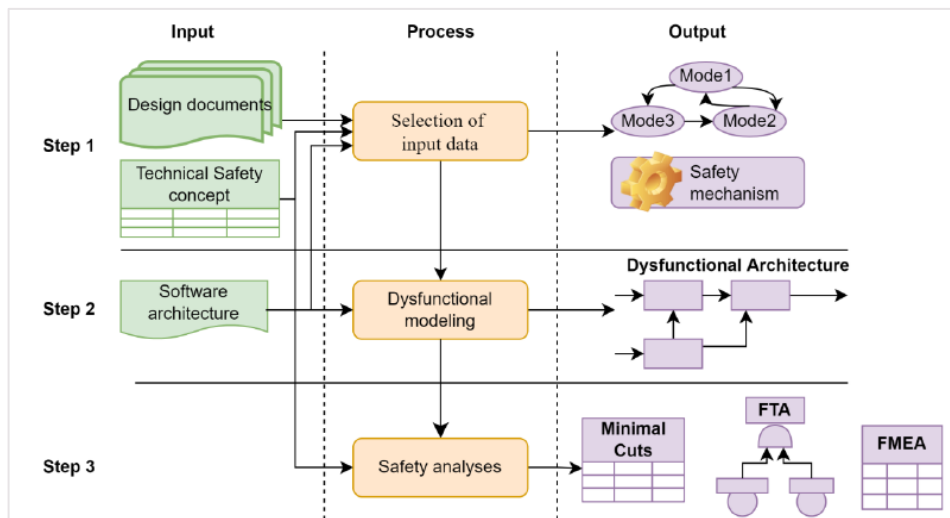 Input
Process
Output
Step 1
Design documents
Technical Safety
concept
Selection of
input data
Mode1
Mode3
Mode2
Safety
mechanism
Step 2
Software
architecture
Dysfunctional
modeling
Dysfunctional Architecture
Step 3
Safety analyses
Minimal
Cuts
FTA
FMEA